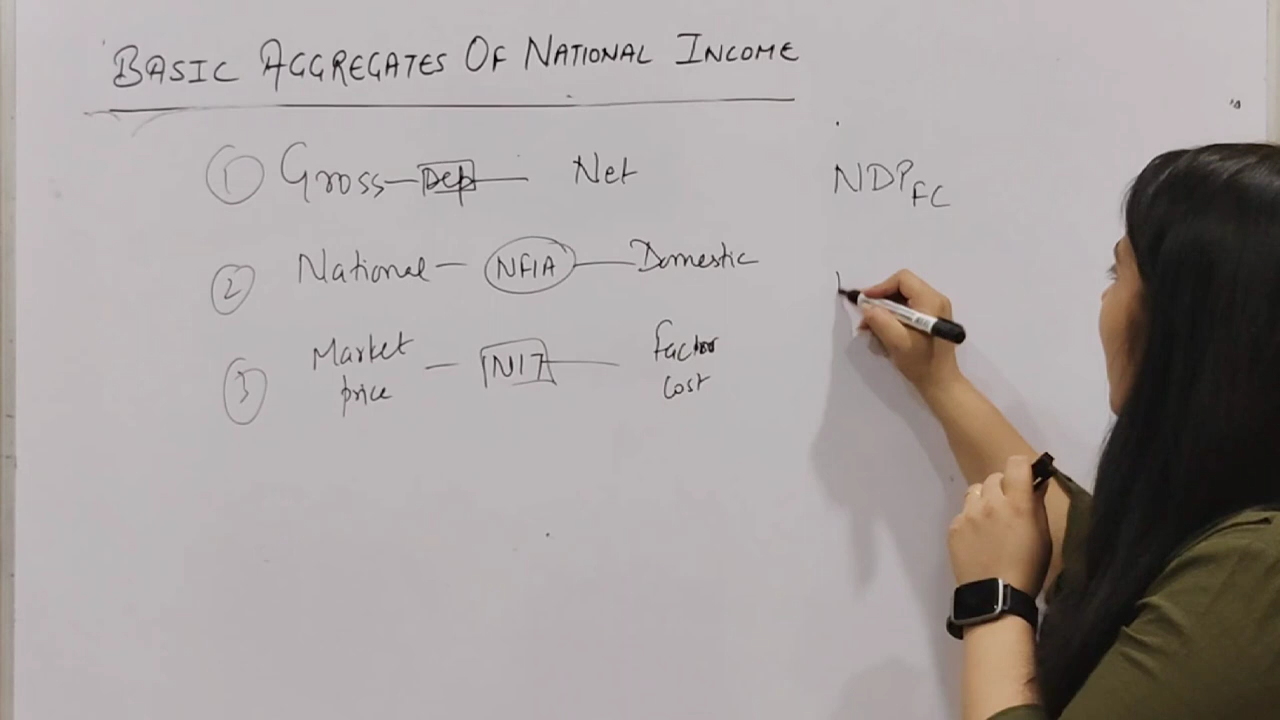 BASIC AGGREGATES OF NATIONAL INCOME
1 Gross — Dep — Net
2 National — NFIA — Domestic
3 Market price — NIT — factor cost
NDP FC